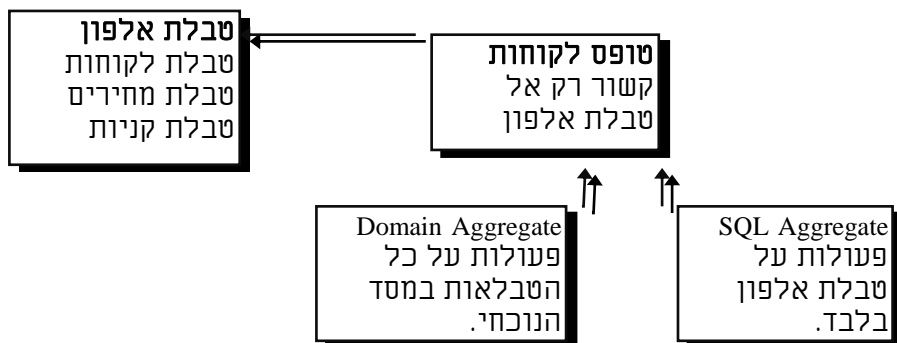 טבלת אלפון
טבלת לקוחות
טבלת מחירים
טבלת קניות
טופס לקוחות
קשור רק אל
טבלת אלפון
SQL Aggregate
פעולות על
טבלת אלפון
בלבד.
Domain Aggregate
פעולות על כל
הטבלאות במסד
הנוכחי.